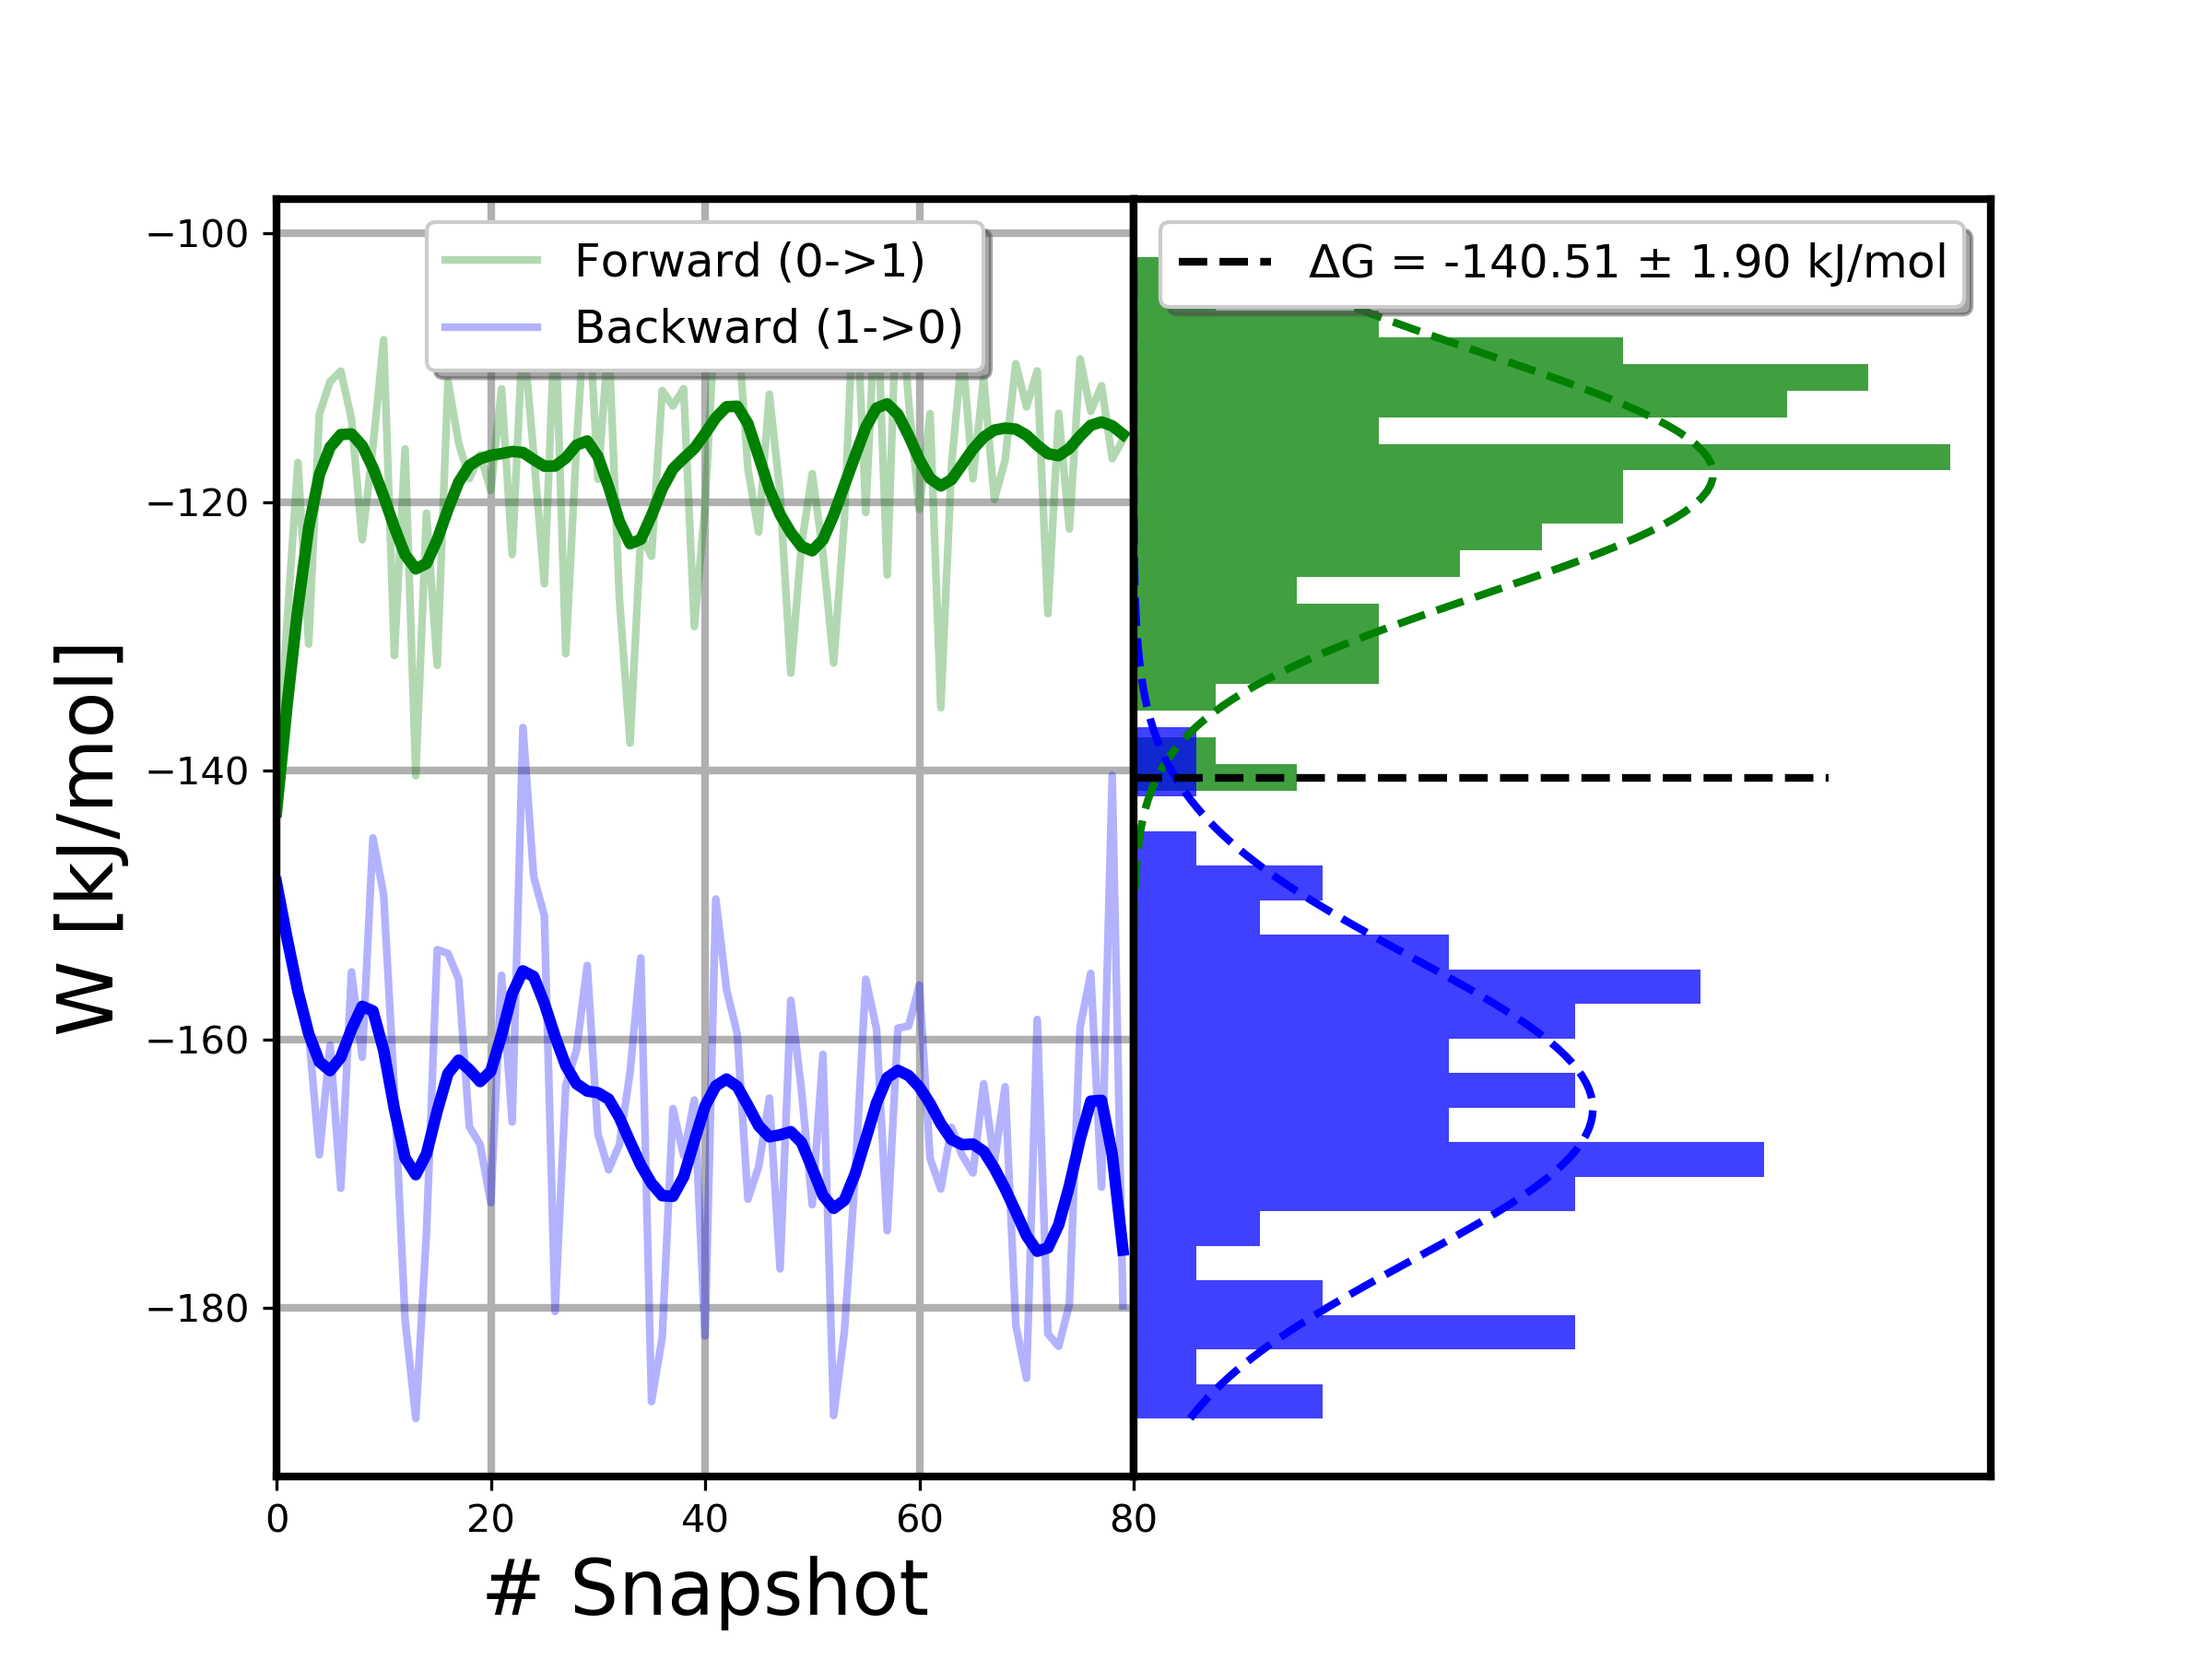 Forward (0->1)
Backward (1->0)
ΔG = -140.51 ± 1.90 kJ/mol
W [kJ/mol]
−100
−120
−140
−160
−180
0 20 40 60 80
# Snapshot